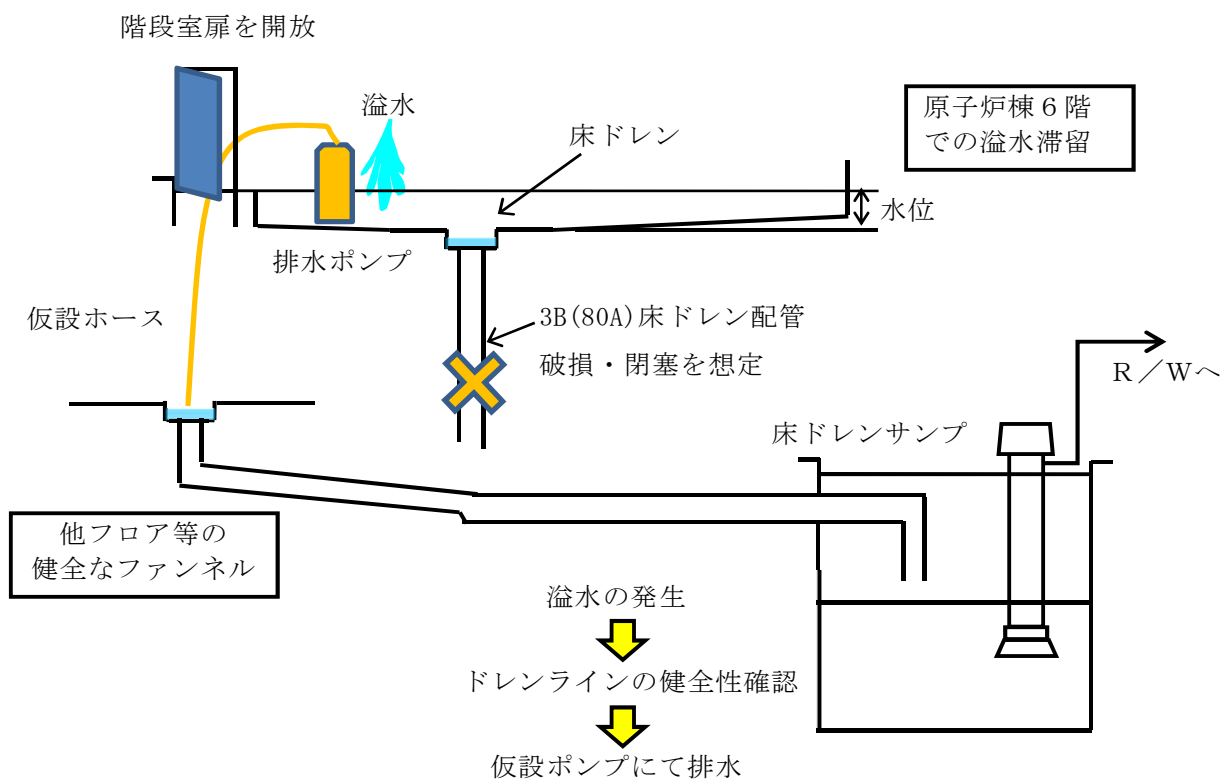 階段室扉を開放
溢水
床ドレン
原子炉棟６階
での溢水滞留
水位
排水ポンプ
仮設ホース
3B(80A)床ドレン配管
破損・閉塞を想定
Ｒ／Ｗへ
床ドレンサンプ
他フロア等の
健全なファンネル
溢水の発生
ドレンラインの健全性確認
仮設ポンプにて排水